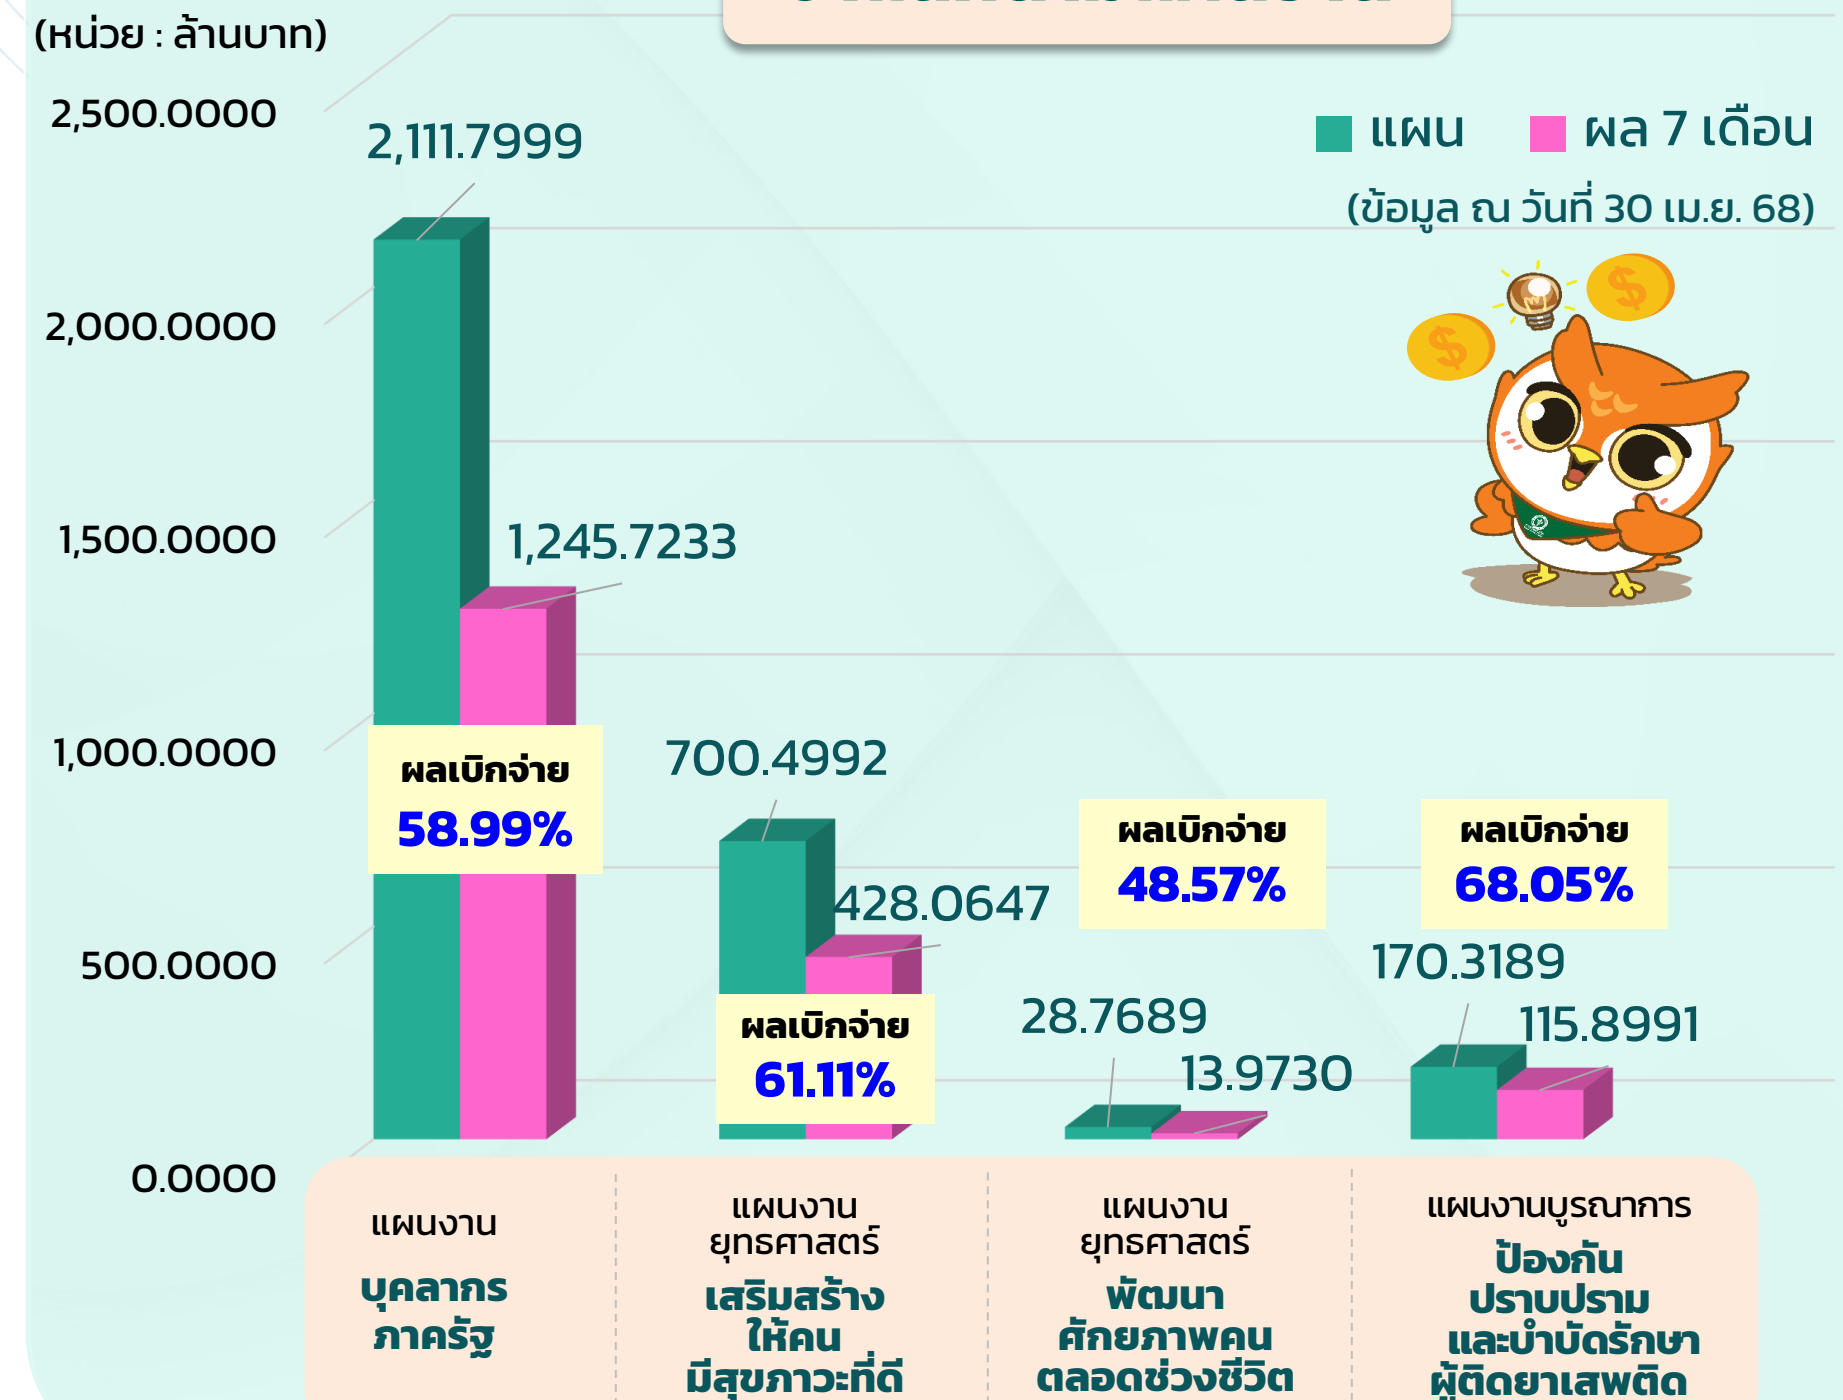 (หน่วย : ล้านบาท)
2,500.0000
2,000.0000
1,500.0000
1,000.0000
500.0000
0.0000
แผน
ผล 7 เดือน
(ข้อมูล ณ วันที่ 30 เม.ย. 68)
2,111.7999
1,245.7233
ผลเบิกจ่าย
58.99%
700.4992
428.0647
ผลเบิกจ่าย
61.11%
ผลเบิกจ่าย
48.57%
28.7689
13.9730
ผลเบิกจ่าย
68.05%
170.3189
115.8991
แผนงาน
บุคลากร
ภาครัฐ
แผนงาน
ยุทธศาสตร์
เสริมสร้าง
ให้คน
มีสุขภาวะที่ดี
แผนงาน
ยุทธศาสตร์
พัฒนา
ศักยภาพคน
ตลอดช่วงชีวิต
แผนงานบูรณาการ
ป้องกัน
ปราบปราม
และบำบัดรักษา
ผู้ติดยาเสพติด